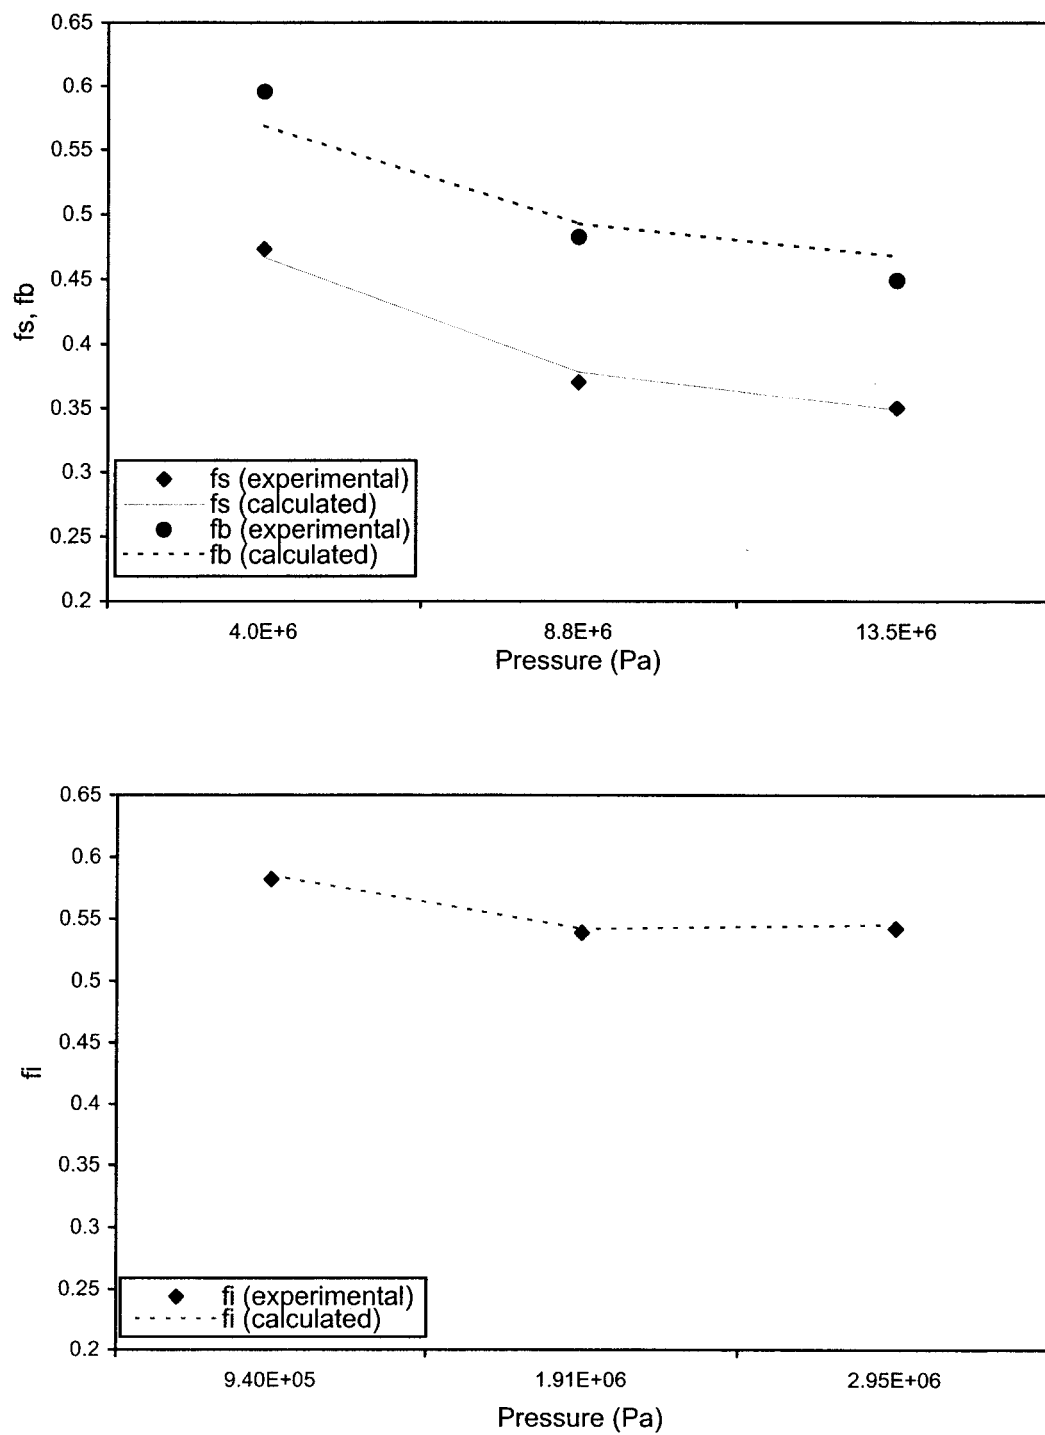 0.65
0.6
0.55
0.5
0.45
0.4
0.35
0.3
0.25
0.2
fs, fb
fs (experimental)
fs (calculated)
fb (experimental)
fb (calculated)
4.0E+6 8.8E+6 13.5E+6
Pressure (Pa)
0.65
0.6
0.55
0.5
0.45
0.4
0.35
0.3
0.25
0.2
fi
fi (experimental)
fi (calculated)
9.40E+05 1.91E+06 2.95E+06
Pressure (Pa)